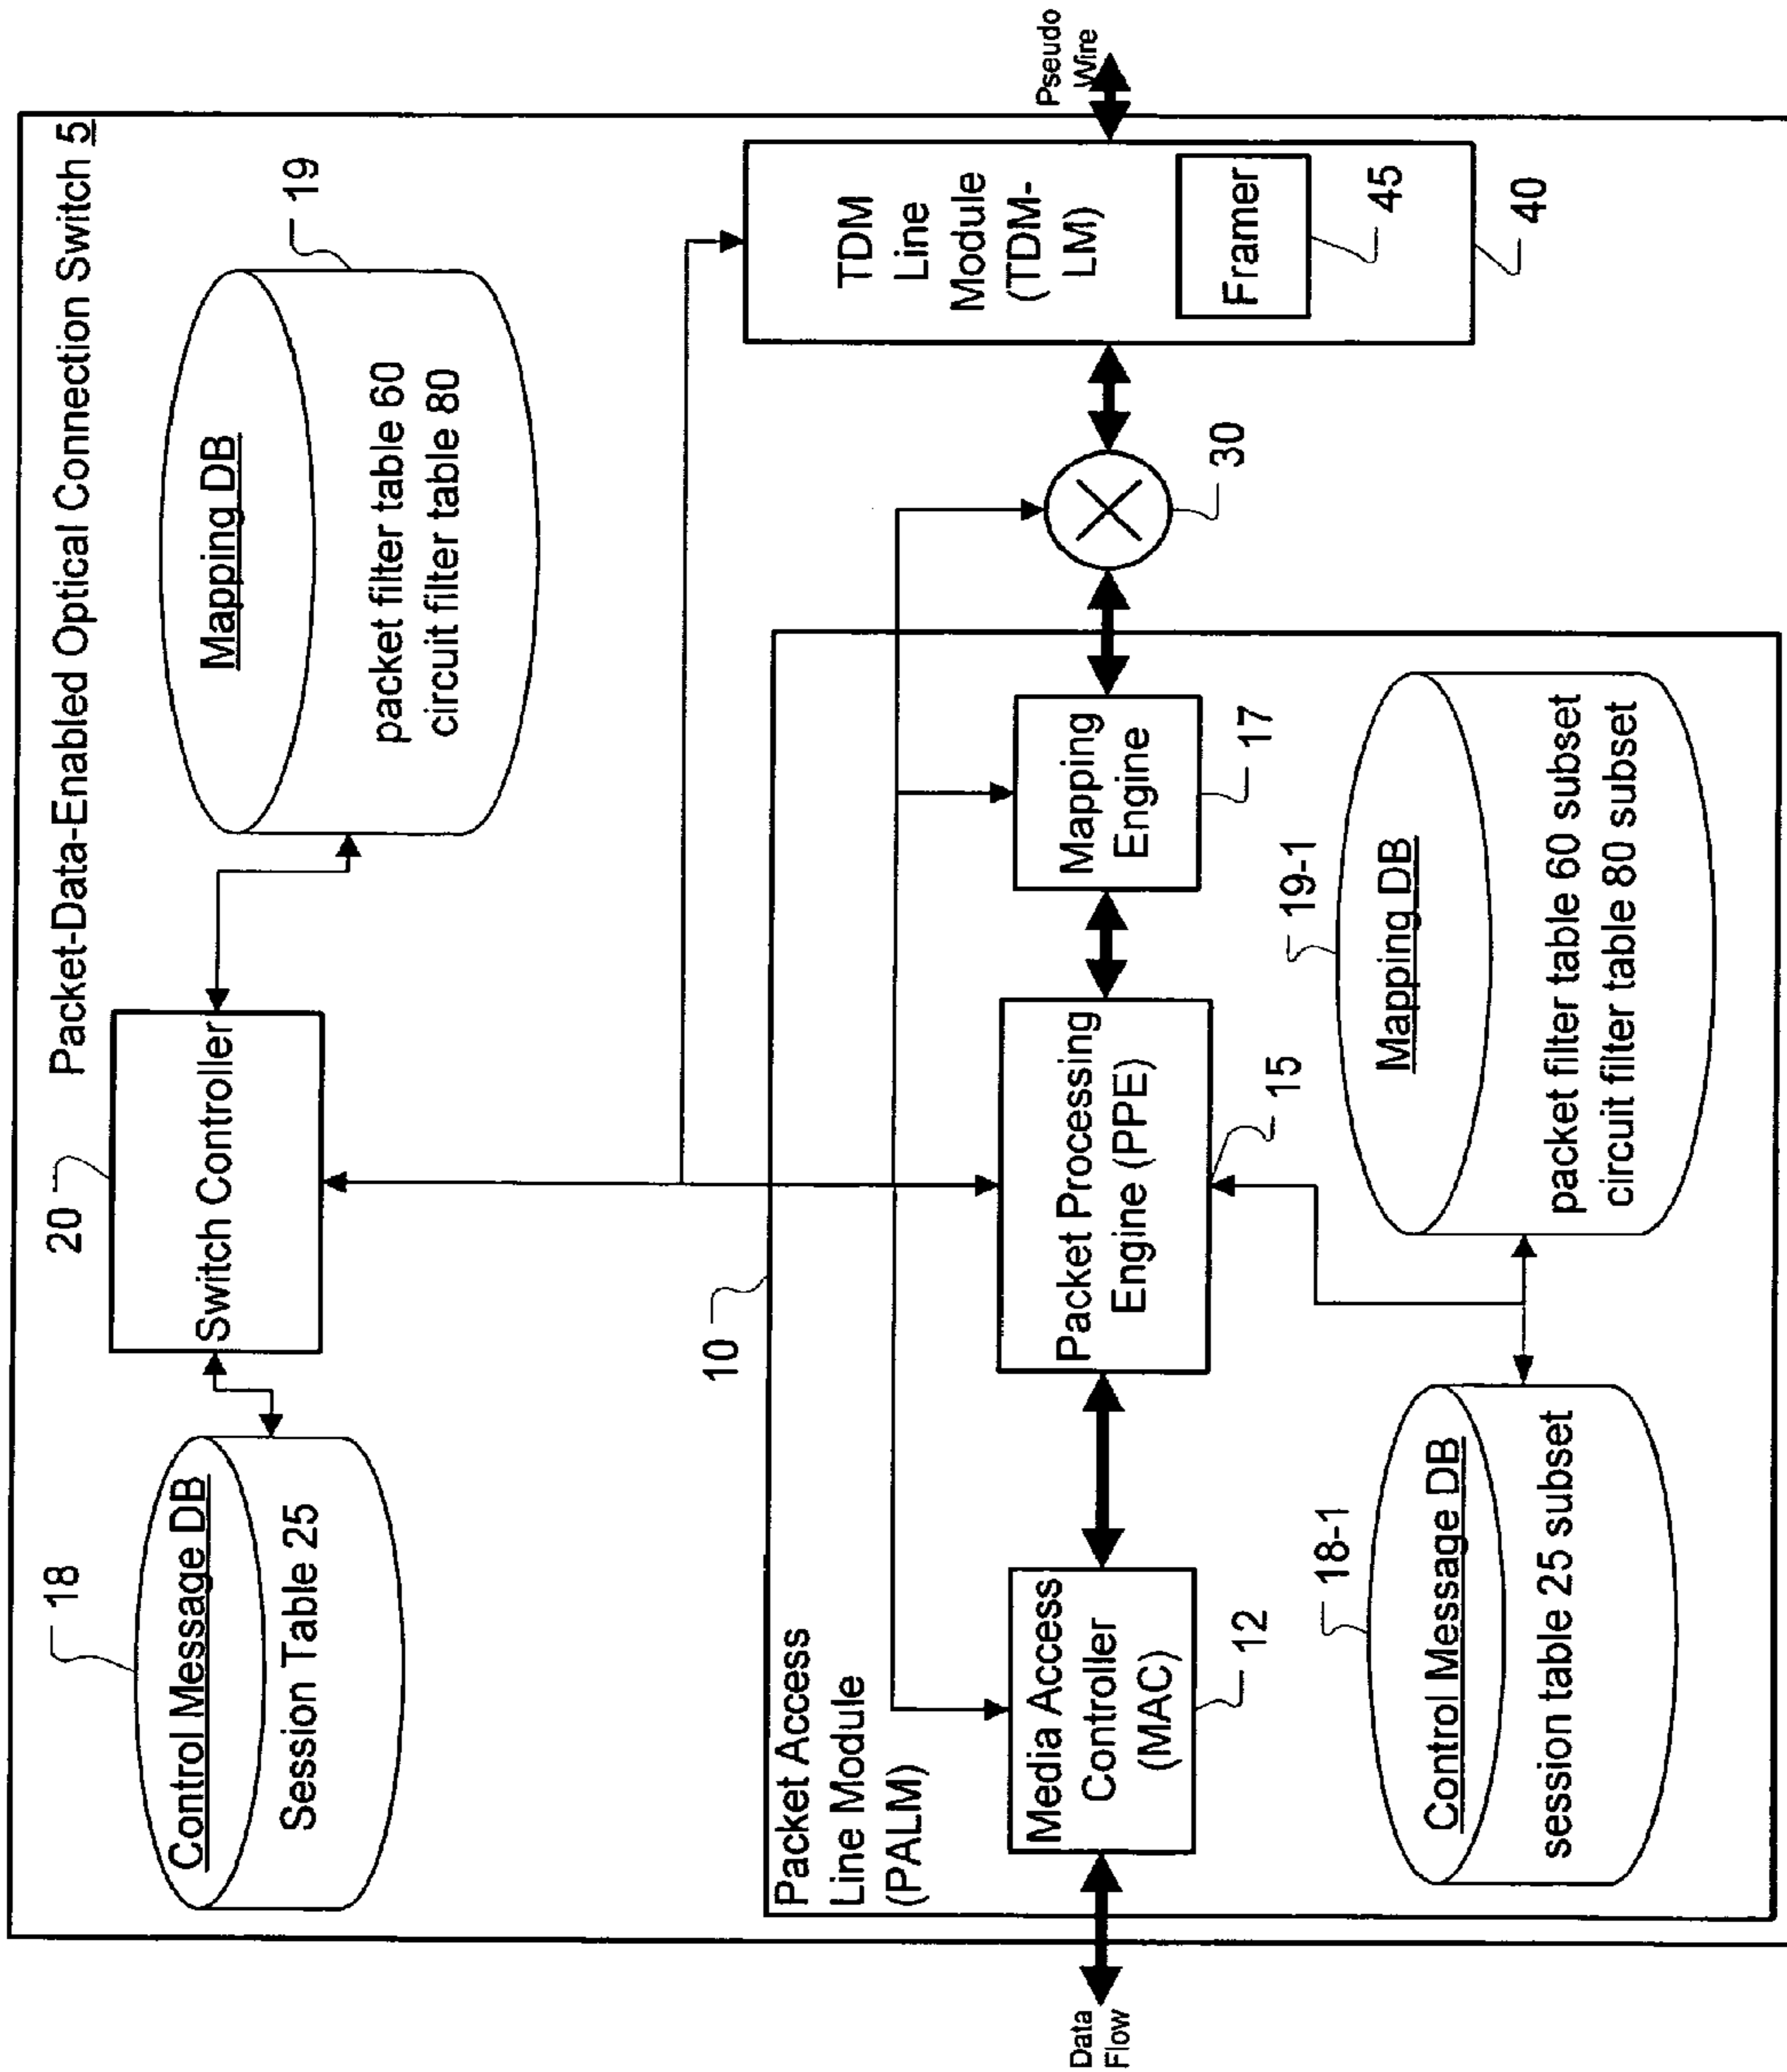 Packet-Data-Enabled Optical Connection Switch 5
18
Control Message DB
Session Table 25
20
Switch Controller
19
Mapping DB
packet filter table 60
circuit filter table 80
10
Packet Access
Line Module
(PALM)
Data
Flow
Media Access
Controller
(MAC)
12
Packet Processing
Engine (PPE)
15
Mapping
Engine
17
30
TDM
Line
Module
(TDM-
LM)
Framer
45
40
Pseudo
Wire
18-1
Control Message DB
session table 25 subset
19-1
Mapping DB
packet filter table 60 subset
circuit filter table 80 subset